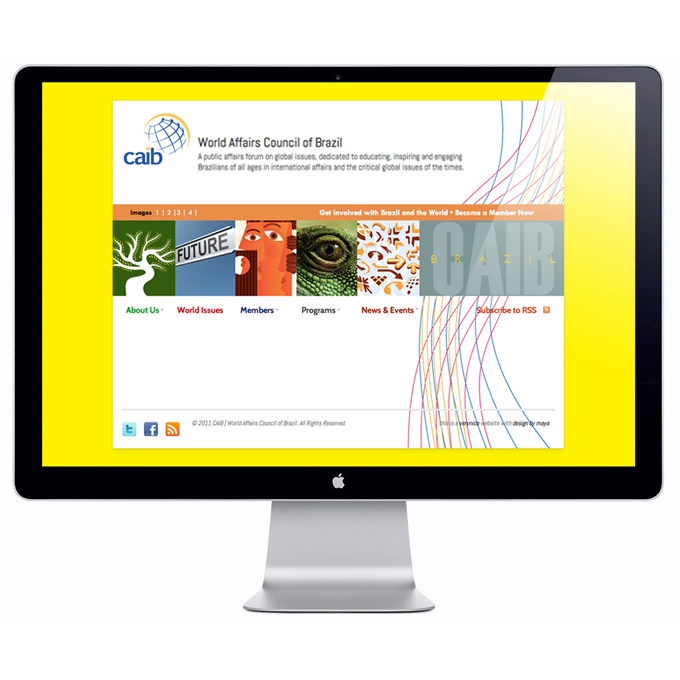 caib
World Affairs Council of Brazil
A public affairs forum on global issues, dedicated to educating, inspiring and engaging
Brazilians of all ages in international affairs and the critical global issues of the times.
Images 1 | 2 |3 | 4 |
Get involved with Brazil and the World • Become a Member Now
FUTURE
CAIB
BRAZIL
About Us World Issues Members Programs News & Events Subscribe to RSS
© 2011 CAIB | World Affairs Council of Brazil. All Rights Reserved.
this is a verynice website with design by maya